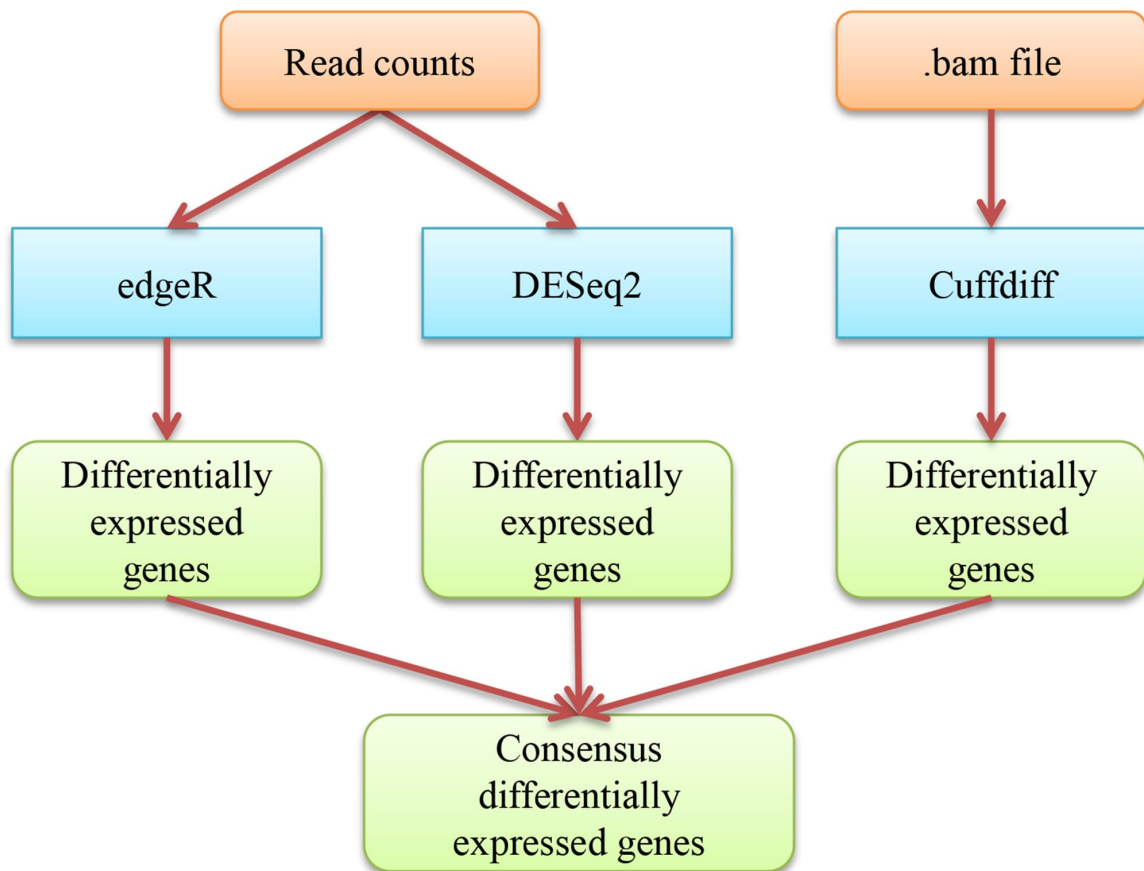 Read counts
.bam file
edgeR
DESeq2
Cuffdiff
Differentially
expressed
genes
Differentially
expressed
genes
Differentially
expressed
genes
Consensus
differentially
expressed genes